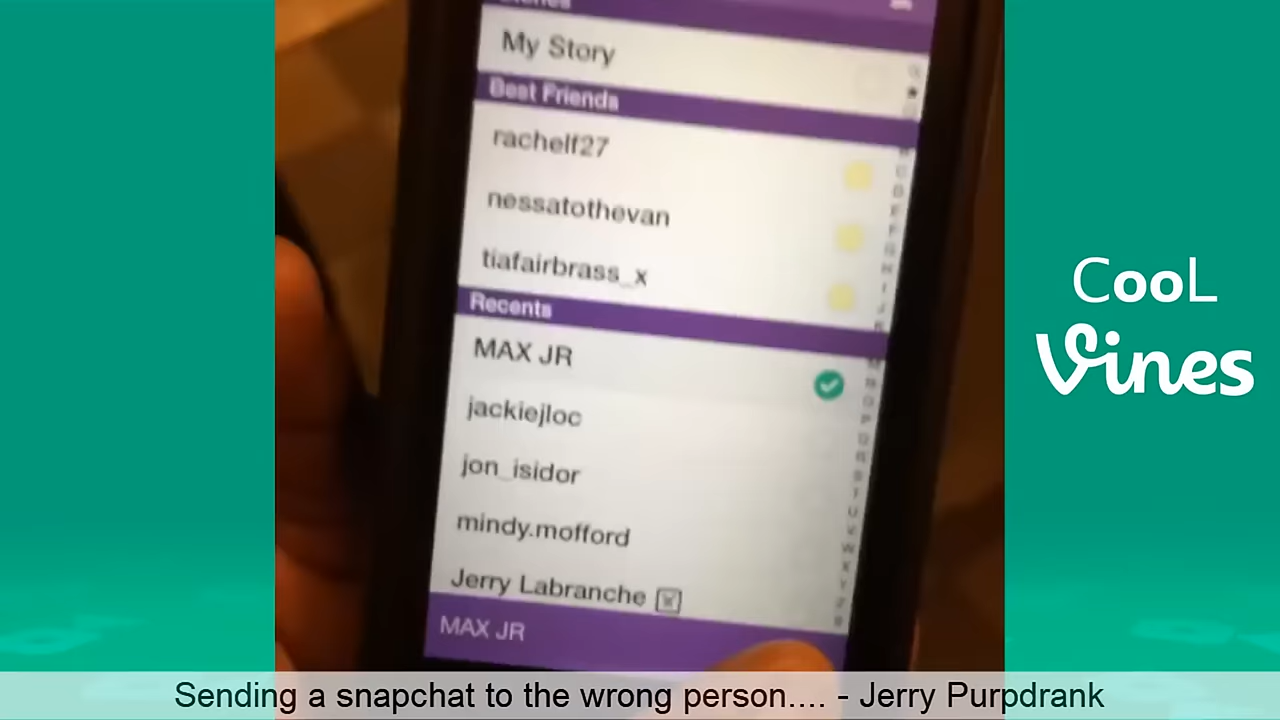 My Story
Best Friends
rachelf27
nessatothevan
tiafairbrass_x
Recents
MAX JR
jackiejloc
jon_isidor
mindy.mofford
Jerry Labranche
MAX JR
CooL
Vines
Sending a snapchat to the wrong person.... - Jerry Purpdrank